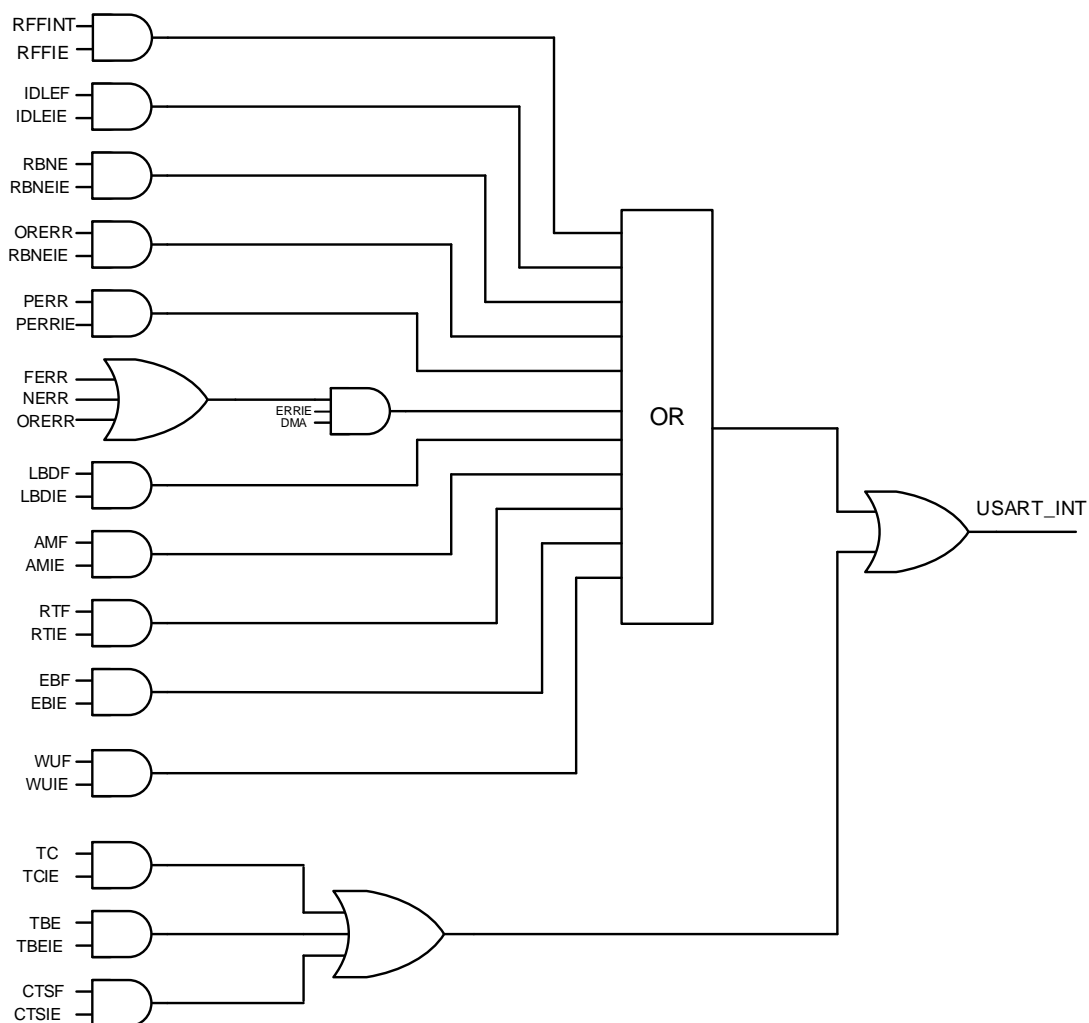 RFFINT
RFFIE
IDLEF
IDLEIE
RBNE
RBNEIE
ORERR
RBNEIE
PERR
PERRIE
FERR
NERR
ORERR
ERRIE
DMA
OR
LBDF
LBDIE
USART_INT
AMF
AMIE
RTF
RTIE
EBF
EBIE
WUF
WUIE
TC
TCIE
TBE
TBEIE
CTSF
CTSIE